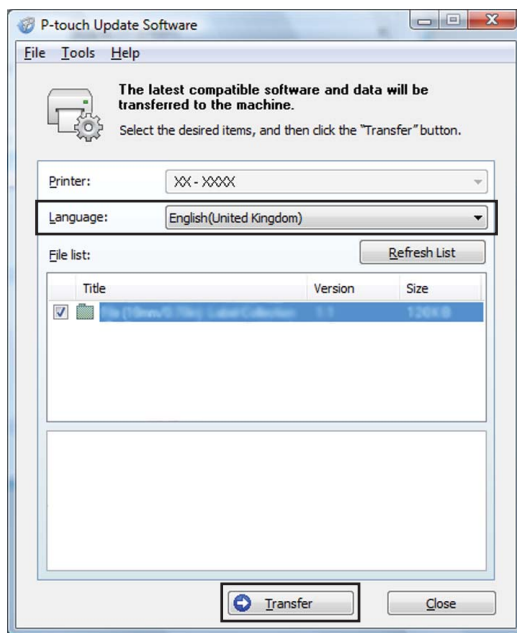 P-touch Update Software
File Tools Help
The latest compatible software and data will be
transferred to the machine.
Select the desired items, and then click the "Transfer" button.
Printer: XX - XXXX
Language: English(United Kingdom)
File list: Refresh List
Title Version Size
Transfer Close